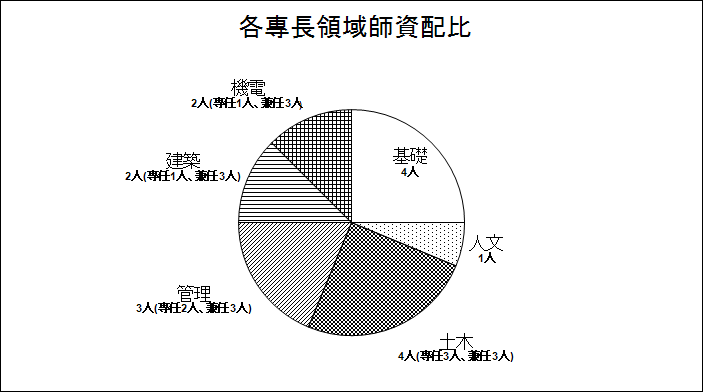 各專長領域師資配比
機電
2人(專任1人、兼任3人)
基礎
4人
建築
2人(專任1人、兼任3人)
人文
1人
管理
3人(專任2人、兼任3人)
土木
4人(專任3人、兼任3人)